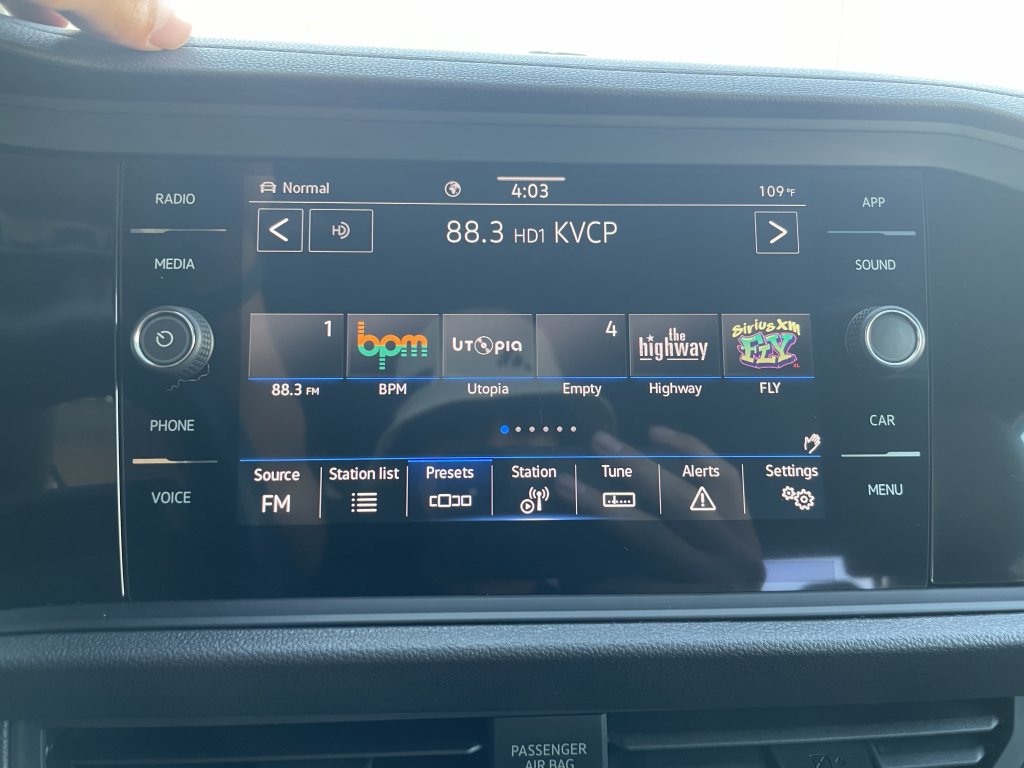 RADIO
MEDIA
PHONE
VOICE
Normal
4:03
109°F
HD
88.3 HD1 KVCP
1
bpm
UTOPIA
4
the
highway
SiriusXM
FLY
XL
88.3 FM
BPM
Utopia
Empty
Highway
FLY
Source
FM
Station list
Presets
Station
Tune
Alerts
Settings
APP
SOUND
CAR
MENU
PASSENGER
AIR BAG